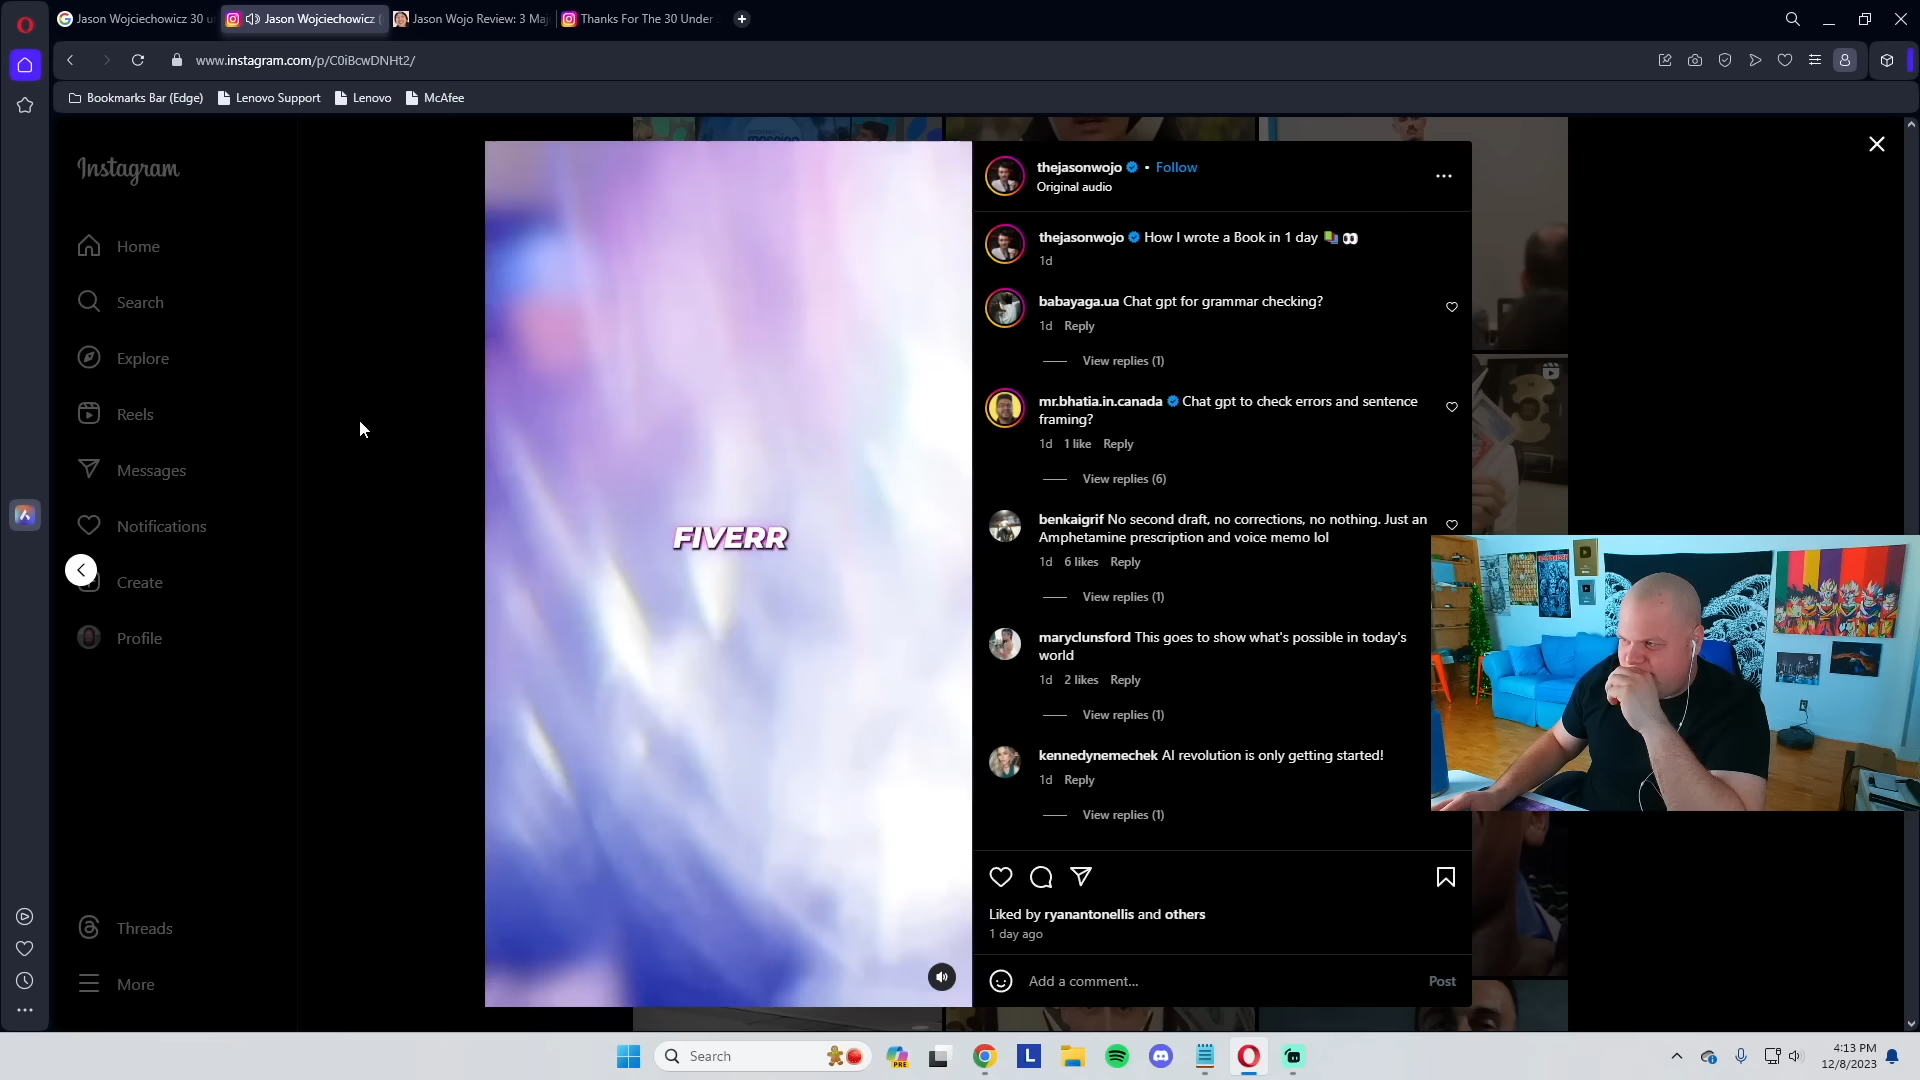 Jason Wojciechowicz 30 u
Jason Wojciechowicz (
Jason Wojo Review: 3 Maj
Thanks For The 30 Under
www.instagram.com/p/C0iBcwDNHt2/
Bookmarks Bar (Edge)
Lenovo Support
Lenovo
McAfee
Instagram
Home
Search
Explore
Reels
Messages
Notifications
Create
Profile
Threads
More
FIVERR
thejasonwojo • Follow
Original audio
thejasonwojo How I wrote a Book in 1 day
1d
babayaga.ua Chat gpt for grammar checking?
1d Reply
View replies (1)
mr.bhatia.in.canada Chat gpt to check errors and sentence
framing?
1d 1 like Reply
View replies (6)
benkaigrif No second draft, no corrections, no nothing. Just an
Amphetamine prescription and voice memo lol
1d 6 likes Reply
View replies (1)
maryclunsford This goes to show what's possible in today's
world
1d 2 likes Reply
View replies (1)
kennedynemechek AI revolution is only getting started!
1d Reply
View replies (1)
Liked by ryanantonellis and others
1 day ago
Add a comment...
Post
Search
PRE
L
4:13 PM
12/8/2023